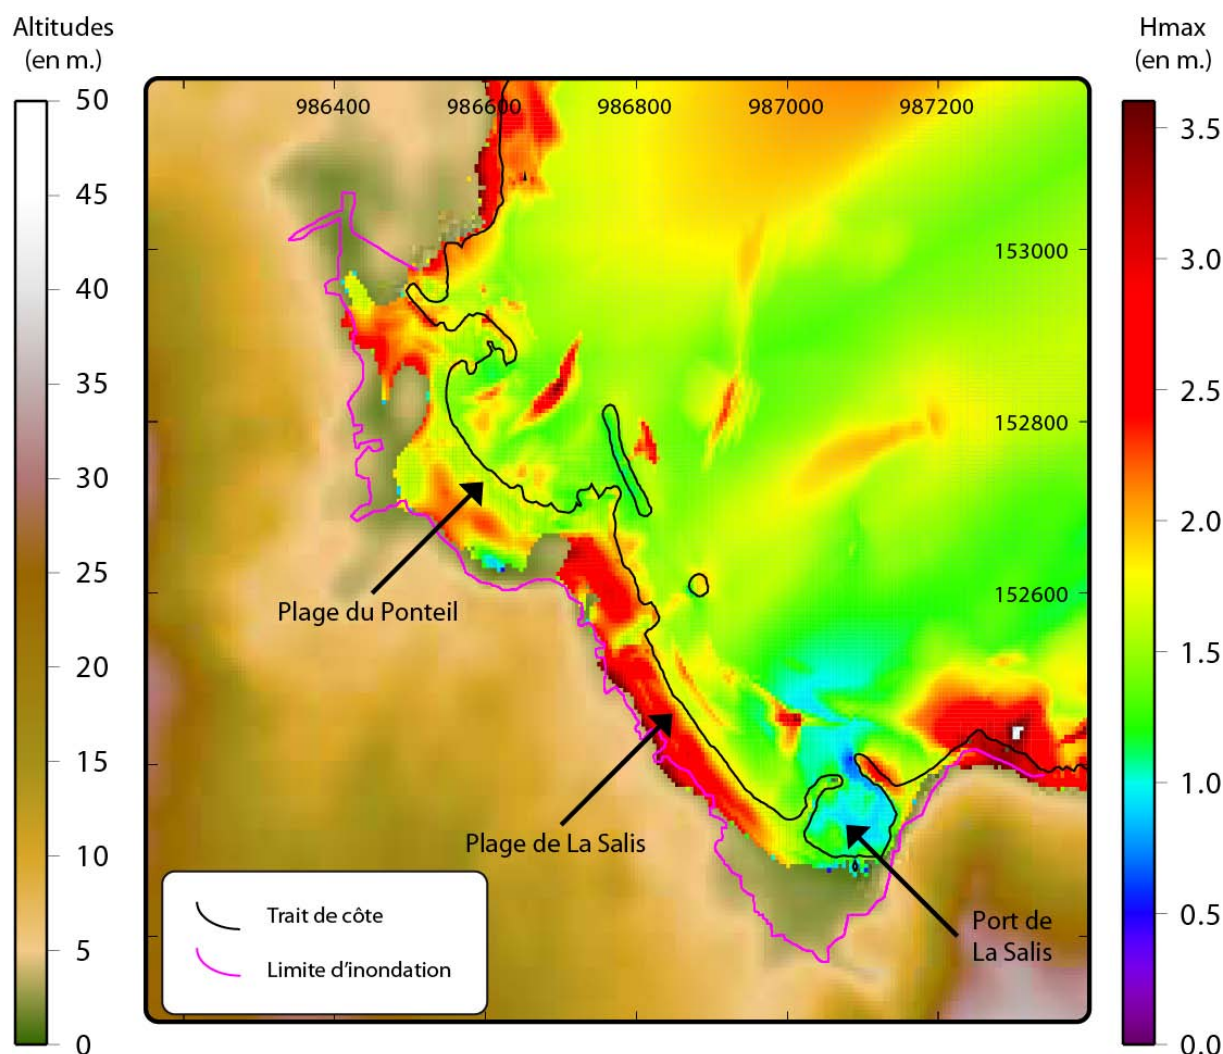 Altitudes
(en m.)
50
45
40
35
30
25
20
15
10
5
0
986400
986600
986800
987000
987200
153000
152800
152600
Plage du Ponteil
Plage de La Salis
Port de
La Salis
Trait de côte
Limite d'inondation
Hmax
(en m.)
3.5
3.0
2.5
2.0
1.5
1.0
0.5
0.0